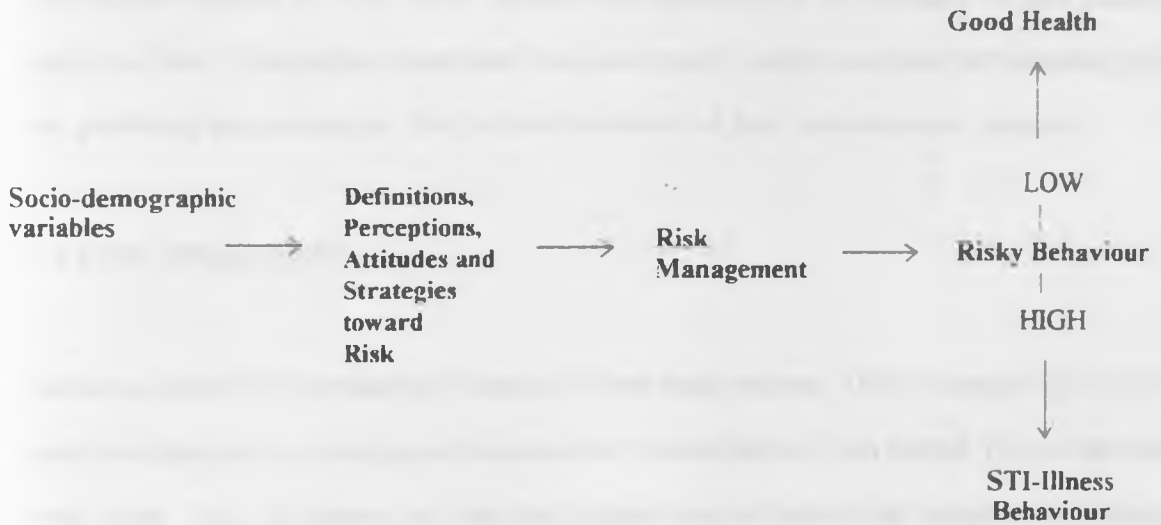 Good Health
LOW
Socio-demographic
variables
Definitions,
Perceptions,
Attitudes and
Strategies
toward
Risk
Risk
Management
Risky Behaviour
HIGH
STI-Illness
Behaviour